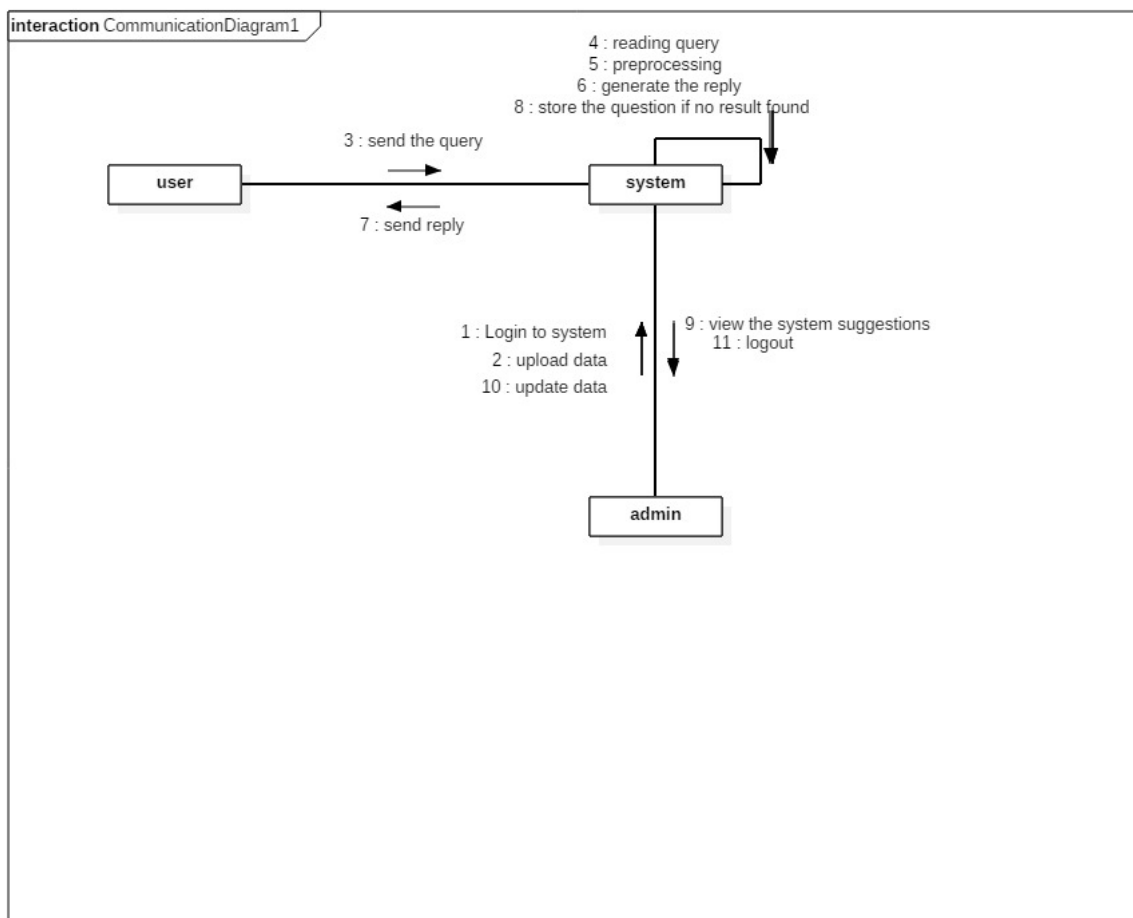 interaction CommunicationDiagram1
4 : reading query
5 : preprocessing
6 : generate the reply
8 : store the question if no result found
3 : send the query
user
system
7 : send reply
1 : Login to system
2 : upload data
10 : update data
9 : view the system suggestions
11 : logout
admin